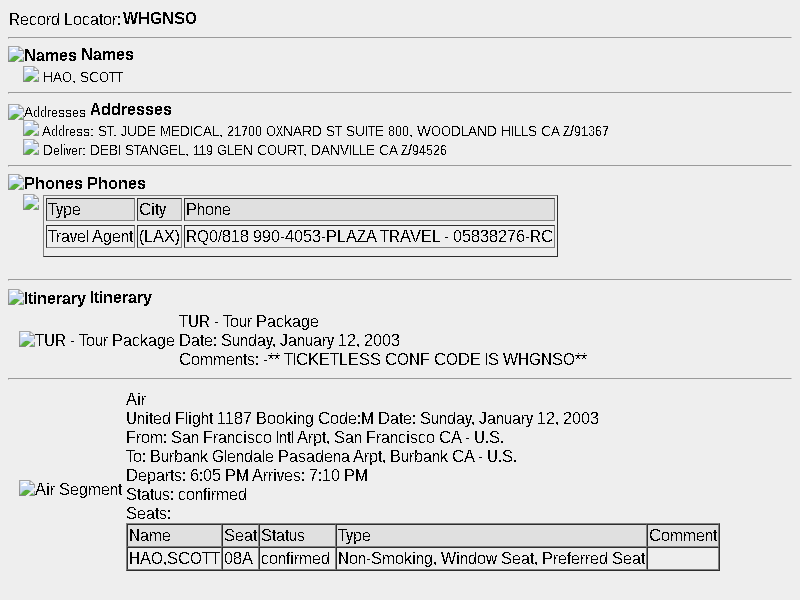 Record Locator: WHGNSO
Names Names
HAO, SCOTT
Addresses Addresses
Address: ST. JUDE MEDICAL, 21700 OXNARD ST SUITE 800, WOODLAND HILLS CA Z/91367
Deliver: DEBI STANGEL, 119 GLEN COURT, DANVILLE CA Z/94526
Phones Phones
Type City Phone
Travel Agent (LAX) RQ0/818 990-4053-PLAZA TRAVEL - 05838276-RC
Itinerary Itinerary
TUR - Tour Package
TUR - Tour Package Date: Sunday, January 12, 2003
Comments: -** TICKETLESS CONF CODE IS WHGNSO**
Air
United Flight 1187 Booking Code:M Date: Sunday, January 12, 2003
From: San Francisco Intl Arpt, San Francisco CA - U.S.
To: Burbank Glendale Pasadena Arpt, Burbank CA - U.S.
Departs: 6:05 PM Arrives: 7:10 PM
Air Segment Status: confirmed
Seats:
Name Seat Status Type Comment
HAO,SCOTT 08A confirmed Non-Smoking, Window Seat, Preferred Seat